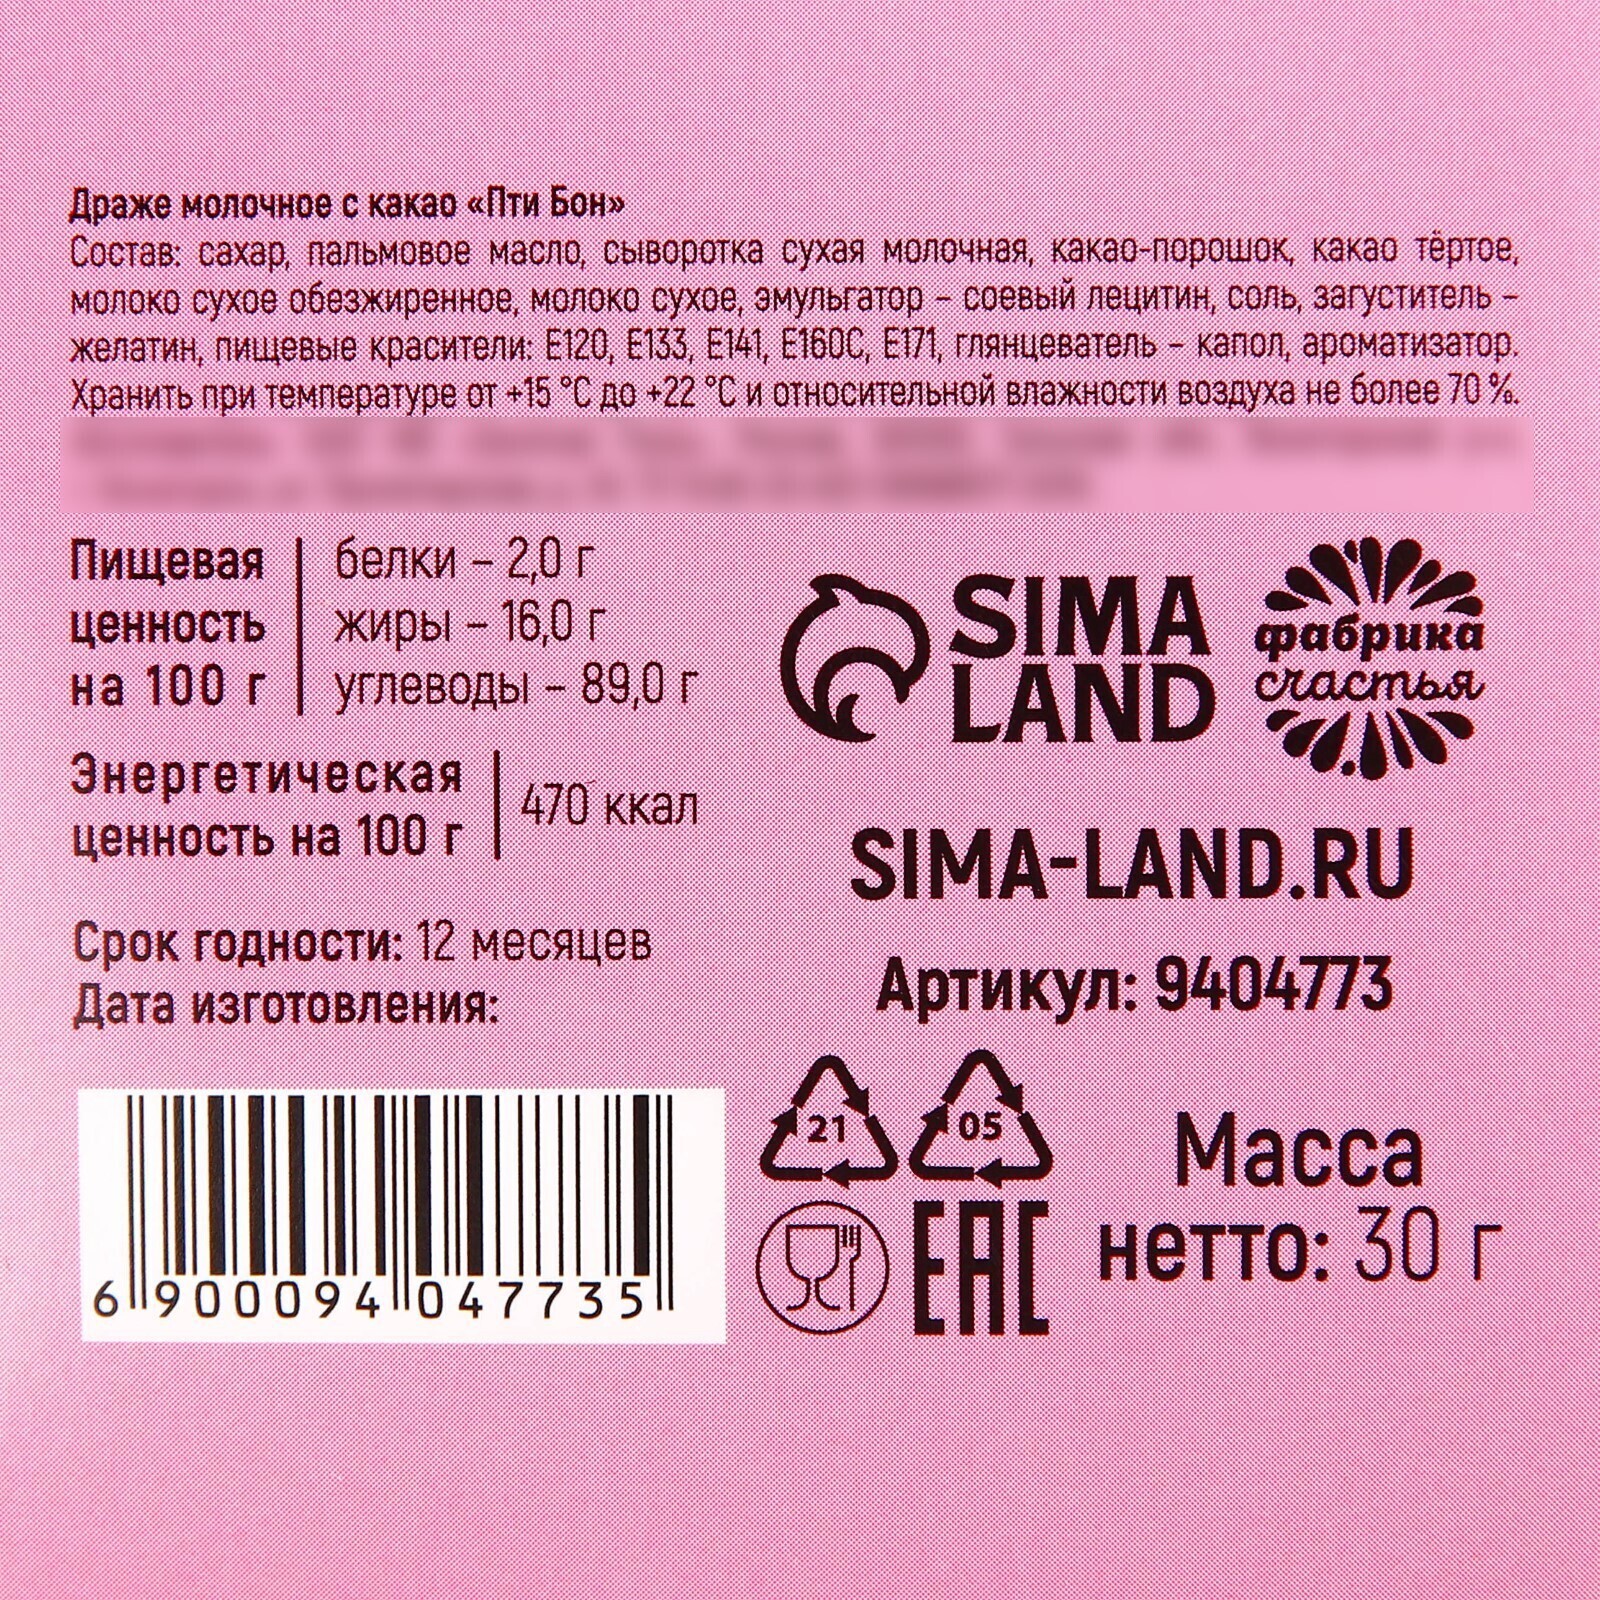 Драже молочное с какао «Пти Бон»
Состав: сахар, пальмовое масло, сыворотка сухая молочная, какао-порошок, какао тёртое,
молоко сухое обезжиренное, молоко сухое, эмульгатор – соевый лецитин, соль, загуститель –
желатин, пищевые красители: Е120, Е133, Е141, Е160С, Е171, глянцеватель – капол, ароматизатор.
Хранить при температуре от +15 °С до +22 °С и относительной влажности воздуха не более 70 %.
Пищевая
ценность
на 100 г
белки – 2,0 г
жиры – 16,0 г
углеводы – 89,0 г
Энергетическая
ценность на 100 г
470 ккал
Срок годности: 12 месяцев
Дата изготовления:
6 900094 047735
SIMA
LAND
фабрика
счастья
SIMA-LAND.RU
Артикул: 9404773
21
05
EAC
Масса
нетто: 30 г